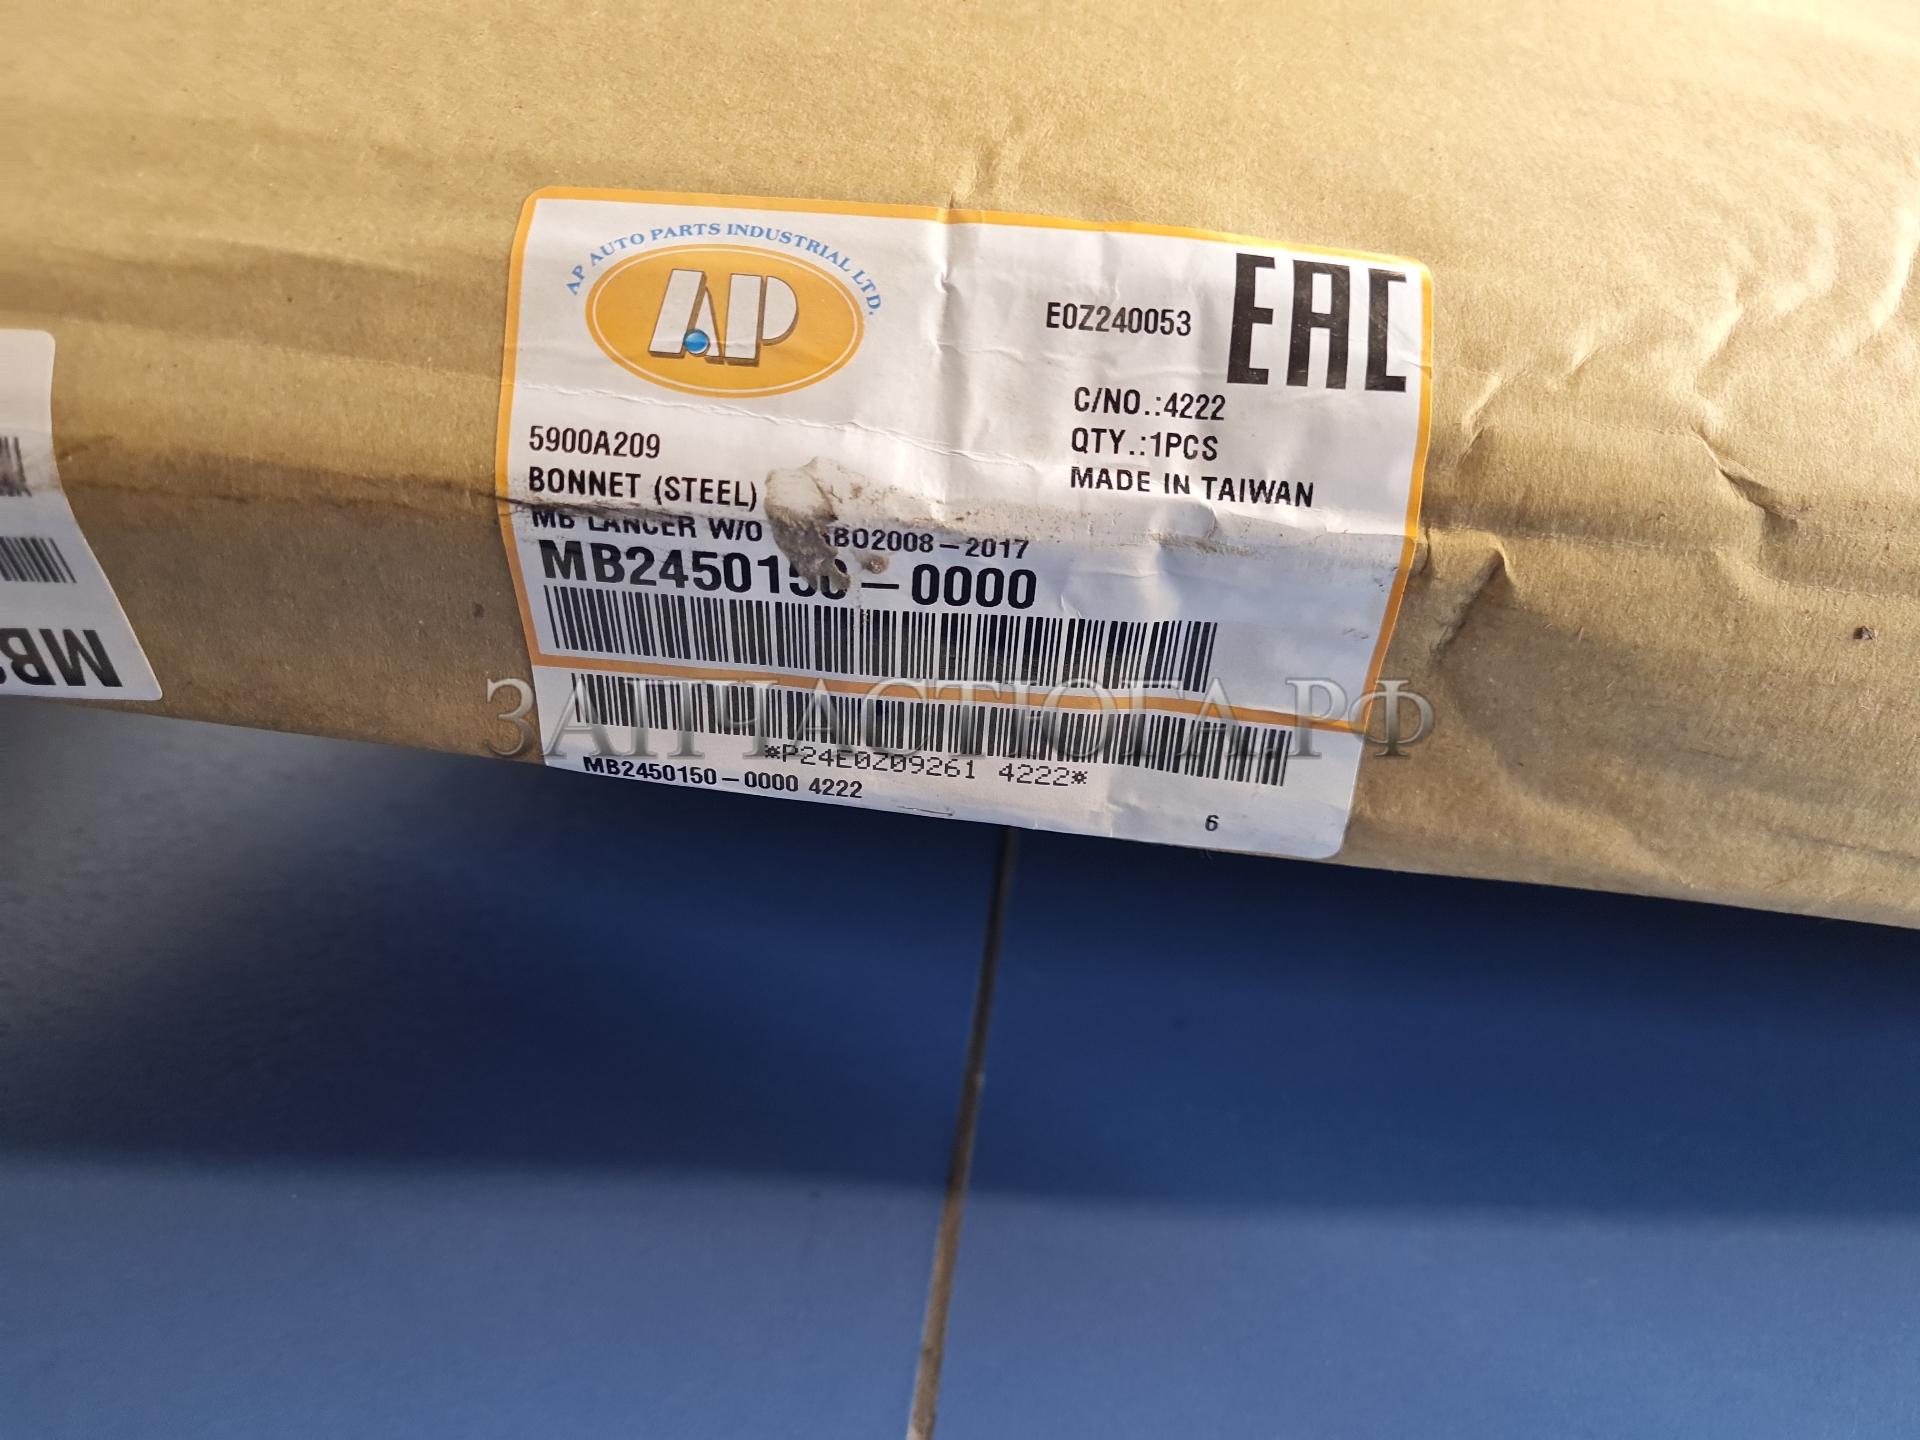 AP AUTO PARTS INDUSTRIAL LTD.
AP
E0Z240053
EAC
C/NO.:4222
QTY.:1PCS
MADE IN TAIWAN
5900A209
BONNET (STEEL)
MB LANCER W/O BO2008-2017
MB2450150-0000
ЗАПЧАСТЮГА.РФ
*P24E0Z09261 4222*
MB2450150-0000 4222
6
MB